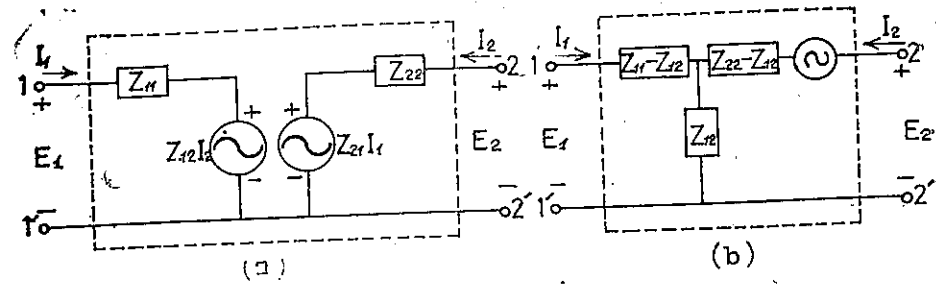 I₁ Z₁₁ + + Z₂₂ I₂
1 + 2 +
E₁ Z₁₂I₂ Z₂₁I₁ E₂
− −
1' − − 2'
(a)
I₁ Z₁₁−Z₁₂ Z₂₂−Z₁₂ I₂
1 + 2 +
E₁ Z₁₂ E₂
1' − − 2'
(b)